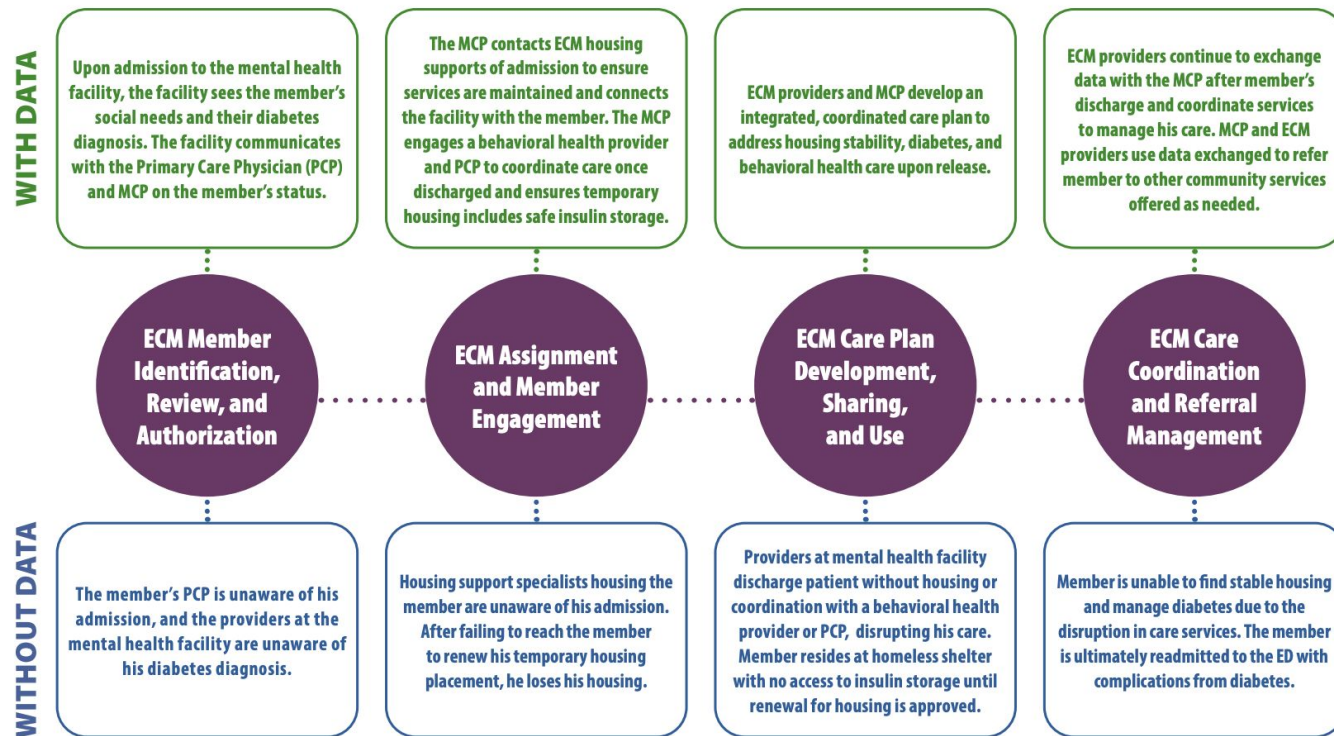 WITH DATA
Upon admission to the mental health
facility, the facility sees the member’s
social needs and their diabetes
diagnosis. The facility communicates
with the Primary Care Physician (PCP)
and MCP on the member’s status.
The MCP contacts ECM housing
supports of admission to ensure
services are maintained and connects
the facility with the member. The MCP
engages a behavioral health provider
and PCP to coordinate care once
discharged and ensures temporary
housing includes safe insulin storage.
ECM providers and MCP develop an
integrated, coordinated care plan to
address housing stability, diabetes, and
behavioral health care upon release.
ECM providers continue to exchange
data with the MCP after member’s
discharge and coordinate services
to manage his care. MCP and ECM
providers use data exchanged to refer
member to other community services
offered as needed.
ECM Member
Identification,
Review, and
Authorization
ECM Assignment
and Member
Engagement
ECM Care Plan
Development,
Sharing,
and Use
ECM Care
Coordination
and Referral
Management
WITHOUT DATA
The member’s PCP is unaware of his
admission, and the providers at the
mental health facility are unaware of
his diabetes diagnosis.
Housing support specialists housing the
member are unaware of his admission.
After failing to reach the member
to renew his temporary housing
placement, he loses his housing.
Providers at mental health facility
discharge patient without housing or
coordination with a behavioral health
provider or PCP, disrupting his care.
Member resides at homeless shelter
with no access to insulin storage until
renewal for housing is approved.
Member is unable to find stable housing
and manage diabetes due to the
disruption in care services. The member
is ultimately readmitted to the ED with
complications from diabetes.